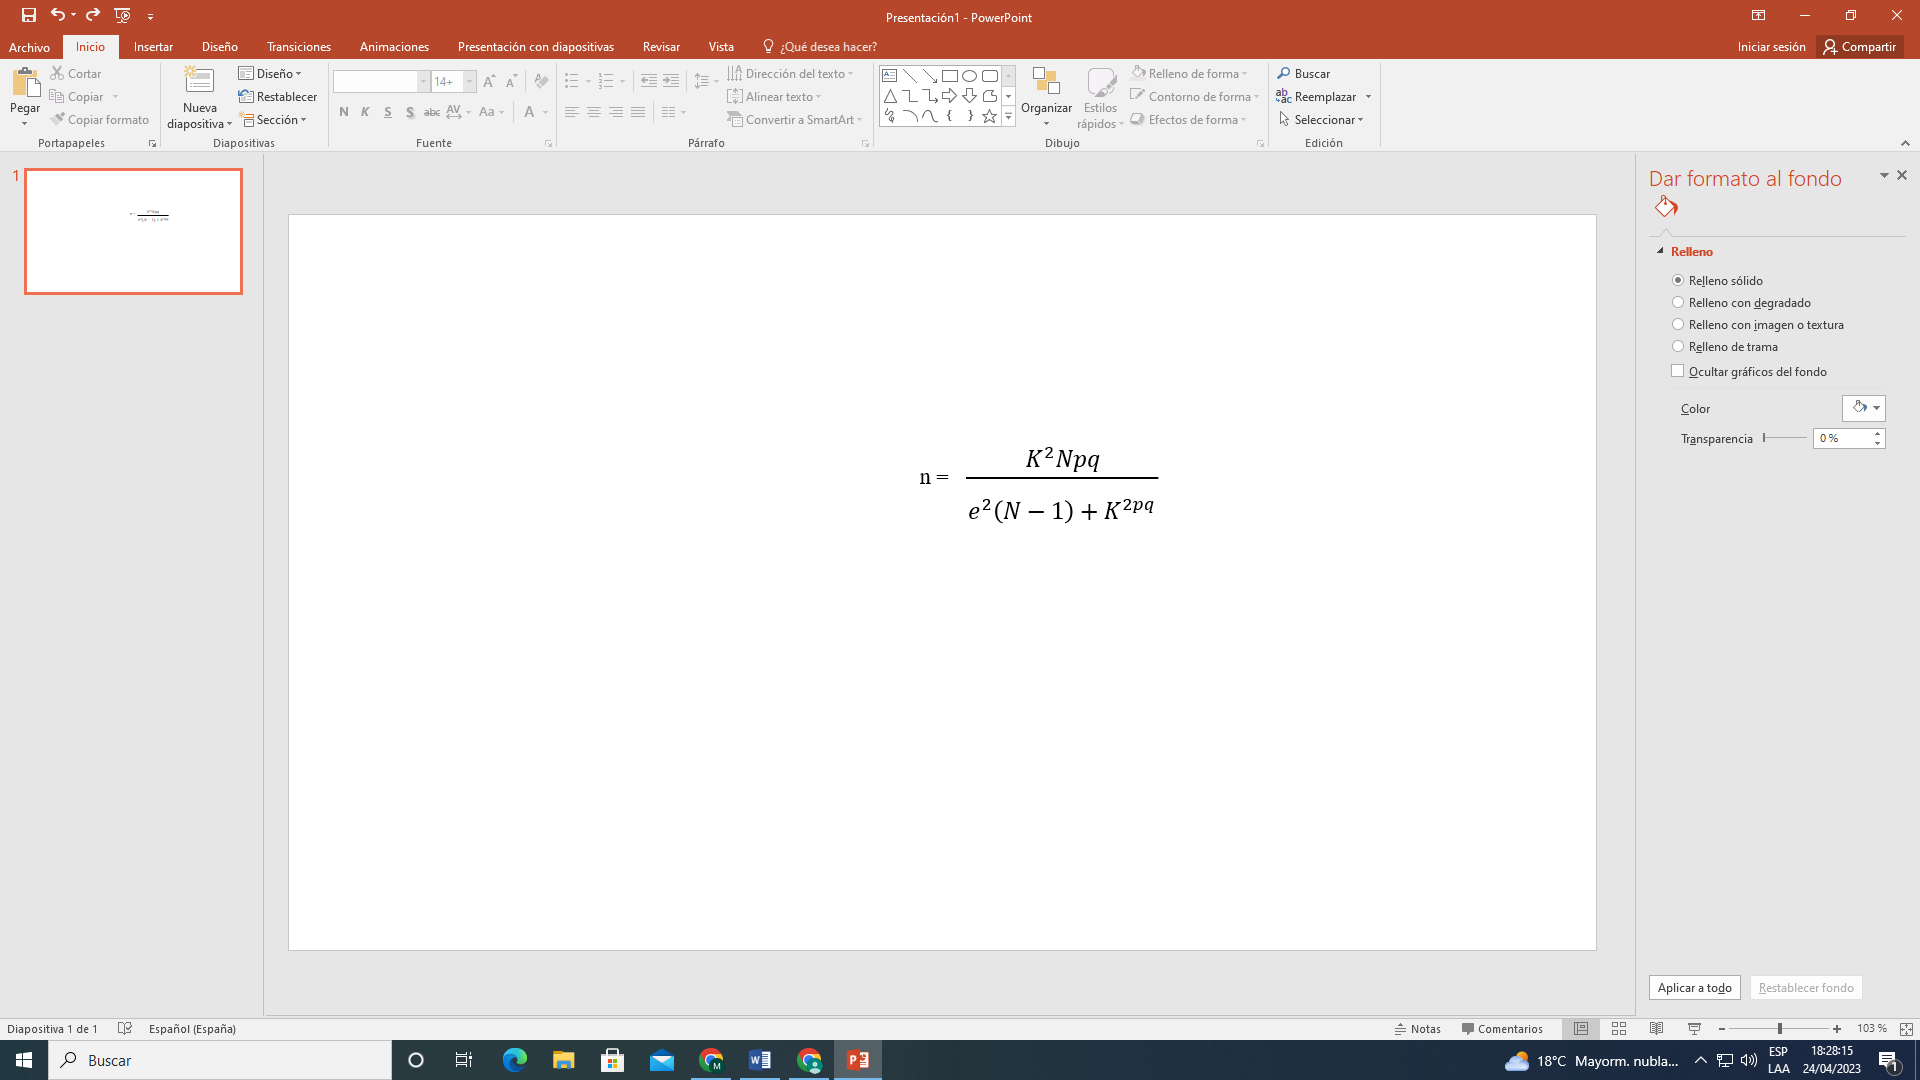 Presentación1 - PowerPoint
Archivo Inicio Insertar Diseño Transiciones Animaciones Presentación con diapositivas Revisar Vista ¿Qué desea hacer? Iniciar sesión Compartir
Pegar
Cortar
Copiar
Copiar formato
Portapapeles
Nueva diapositiva
Diseño
Restablecer
Sección
Diapositivas
14+
N K S S abc AV Aa A
Fuente
Dirección del texto
Alinear texto
Convertir a SmartArt
Párrafo
Organizar
Estilos rápidos
Relleno de forma
Contorno de forma
Efectos de forma
Dibujo
Buscar
Reemplazar
Seleccionar
Edición
1
n = K²Npq / e²(N − 1) + K²ᵖ𐞥
Dar formato al fondo
Relleno
Relleno sólido
Relleno con degradado
Relleno con imagen o textura
Relleno de trama
Ocultar gráficos del fondo
Color
Transparencia 0 %
Aplicar a todo Restablecer fondo
Diapositiva 1 de 1 Español (España) Notas Comentarios 103 %
Buscar
18°C Mayorm. nubla...
ESP
LAA
18:28:15
24/04/2023
1